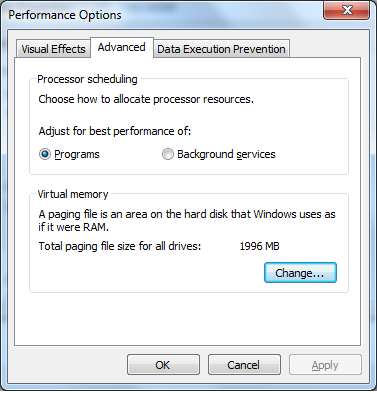 Performance Options
Visual Effects Advanced Data Execution Prevention
Processor scheduling
Choose how to allocate processor resources.
Adjust for best performance of:
Programs Background services
Virtual memory
A paging file is an area on the hard disk that Windows uses as
if it were RAM.
Total paging file size for all drives: 1996 MB
Change...
OK Cancel Apply